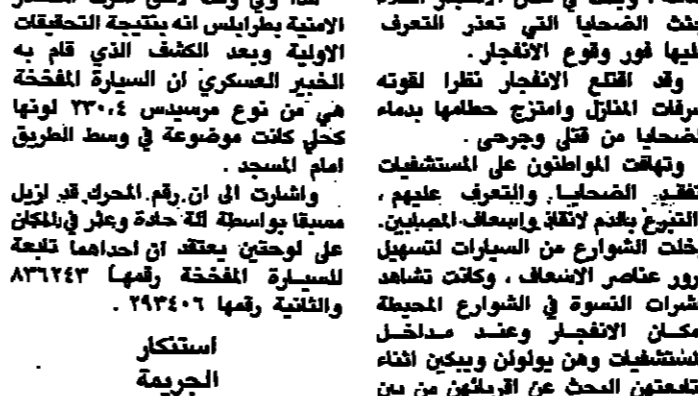 جثث الضحايا التي تعذر التعرف
عليها فور وقوع الانفجار .
وقد اقتلع الانفجار نظرا لقوته
شرفات المنازل وامتزج حطامها بدماء
الضحايا من قتلى وجرحى .
وتهافت المواطنون على المستشفيات
لتفقد الضحايا والتعرف عليهم ،
والتبرع بالدم لانقاذ واسعاف المصابين .
الشوارع من السيارات لتسهيل
مرور عناصر الاسعاف ، وكانت تشاهد
عشرات النسوة في الشوارع المحيطة
بمكان الانفجار وعند مداخل
المستشفيات وهن يولولن ويبكين اثناء
البحث عن اقربائهن من بين
الامنية بطرابلس انه بنتيجة التحقيقات
الاولية وبعد الكشف الذي قام به
الخبير العسكري ان السيارة المفخخة
هي من نوع مرسيدس ٢٣٠،٤ لونها
كحلي كانت موضوعة في وسط الطريق
امام المسجد .
واشارت الى ان رقم المحرك قد ازيل
مسبقا بواسطة الة حادة وعثر في المكان
على لوحتين يعتقد ان احداهما تابعة
للسيارة المفخخة رقمها ٨٣٦٢٤٣
والثانية رقمها ٢٩٣٤٠٦ .
استنكار
الجريمة